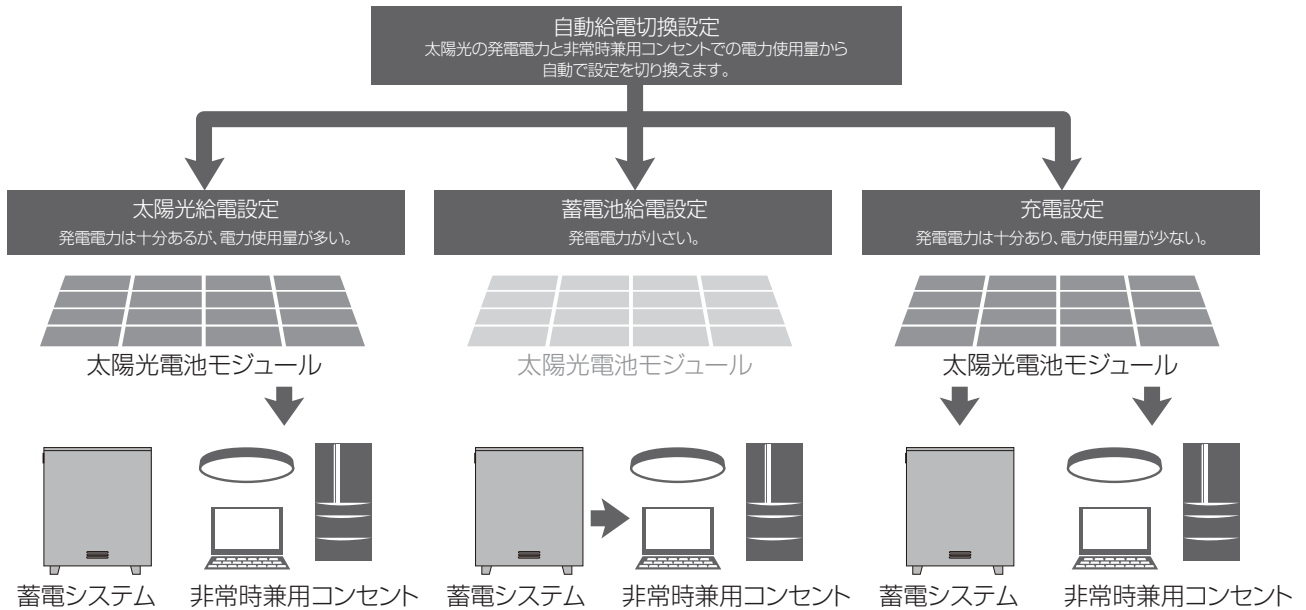 自動給電切換設定
太陽光の発電電力と非常時兼用コンセントでの電力使用量から
自動で設定を切り換えます。
太陽光給電設定
発電電力は十分あるが、電力使用量が多い。
蓄電池給電設定
発電電力が小さい。
充電設定
発電電力は十分あり、電力使用量が少ない。
太陽光電池モジュール
太陽光電池モジュール
太陽光電池モジュール
蓄電システム
非常時兼用コンセント
蓄電システム
非常時兼用コンセント
蓄電システム
非常時兼用コンセント